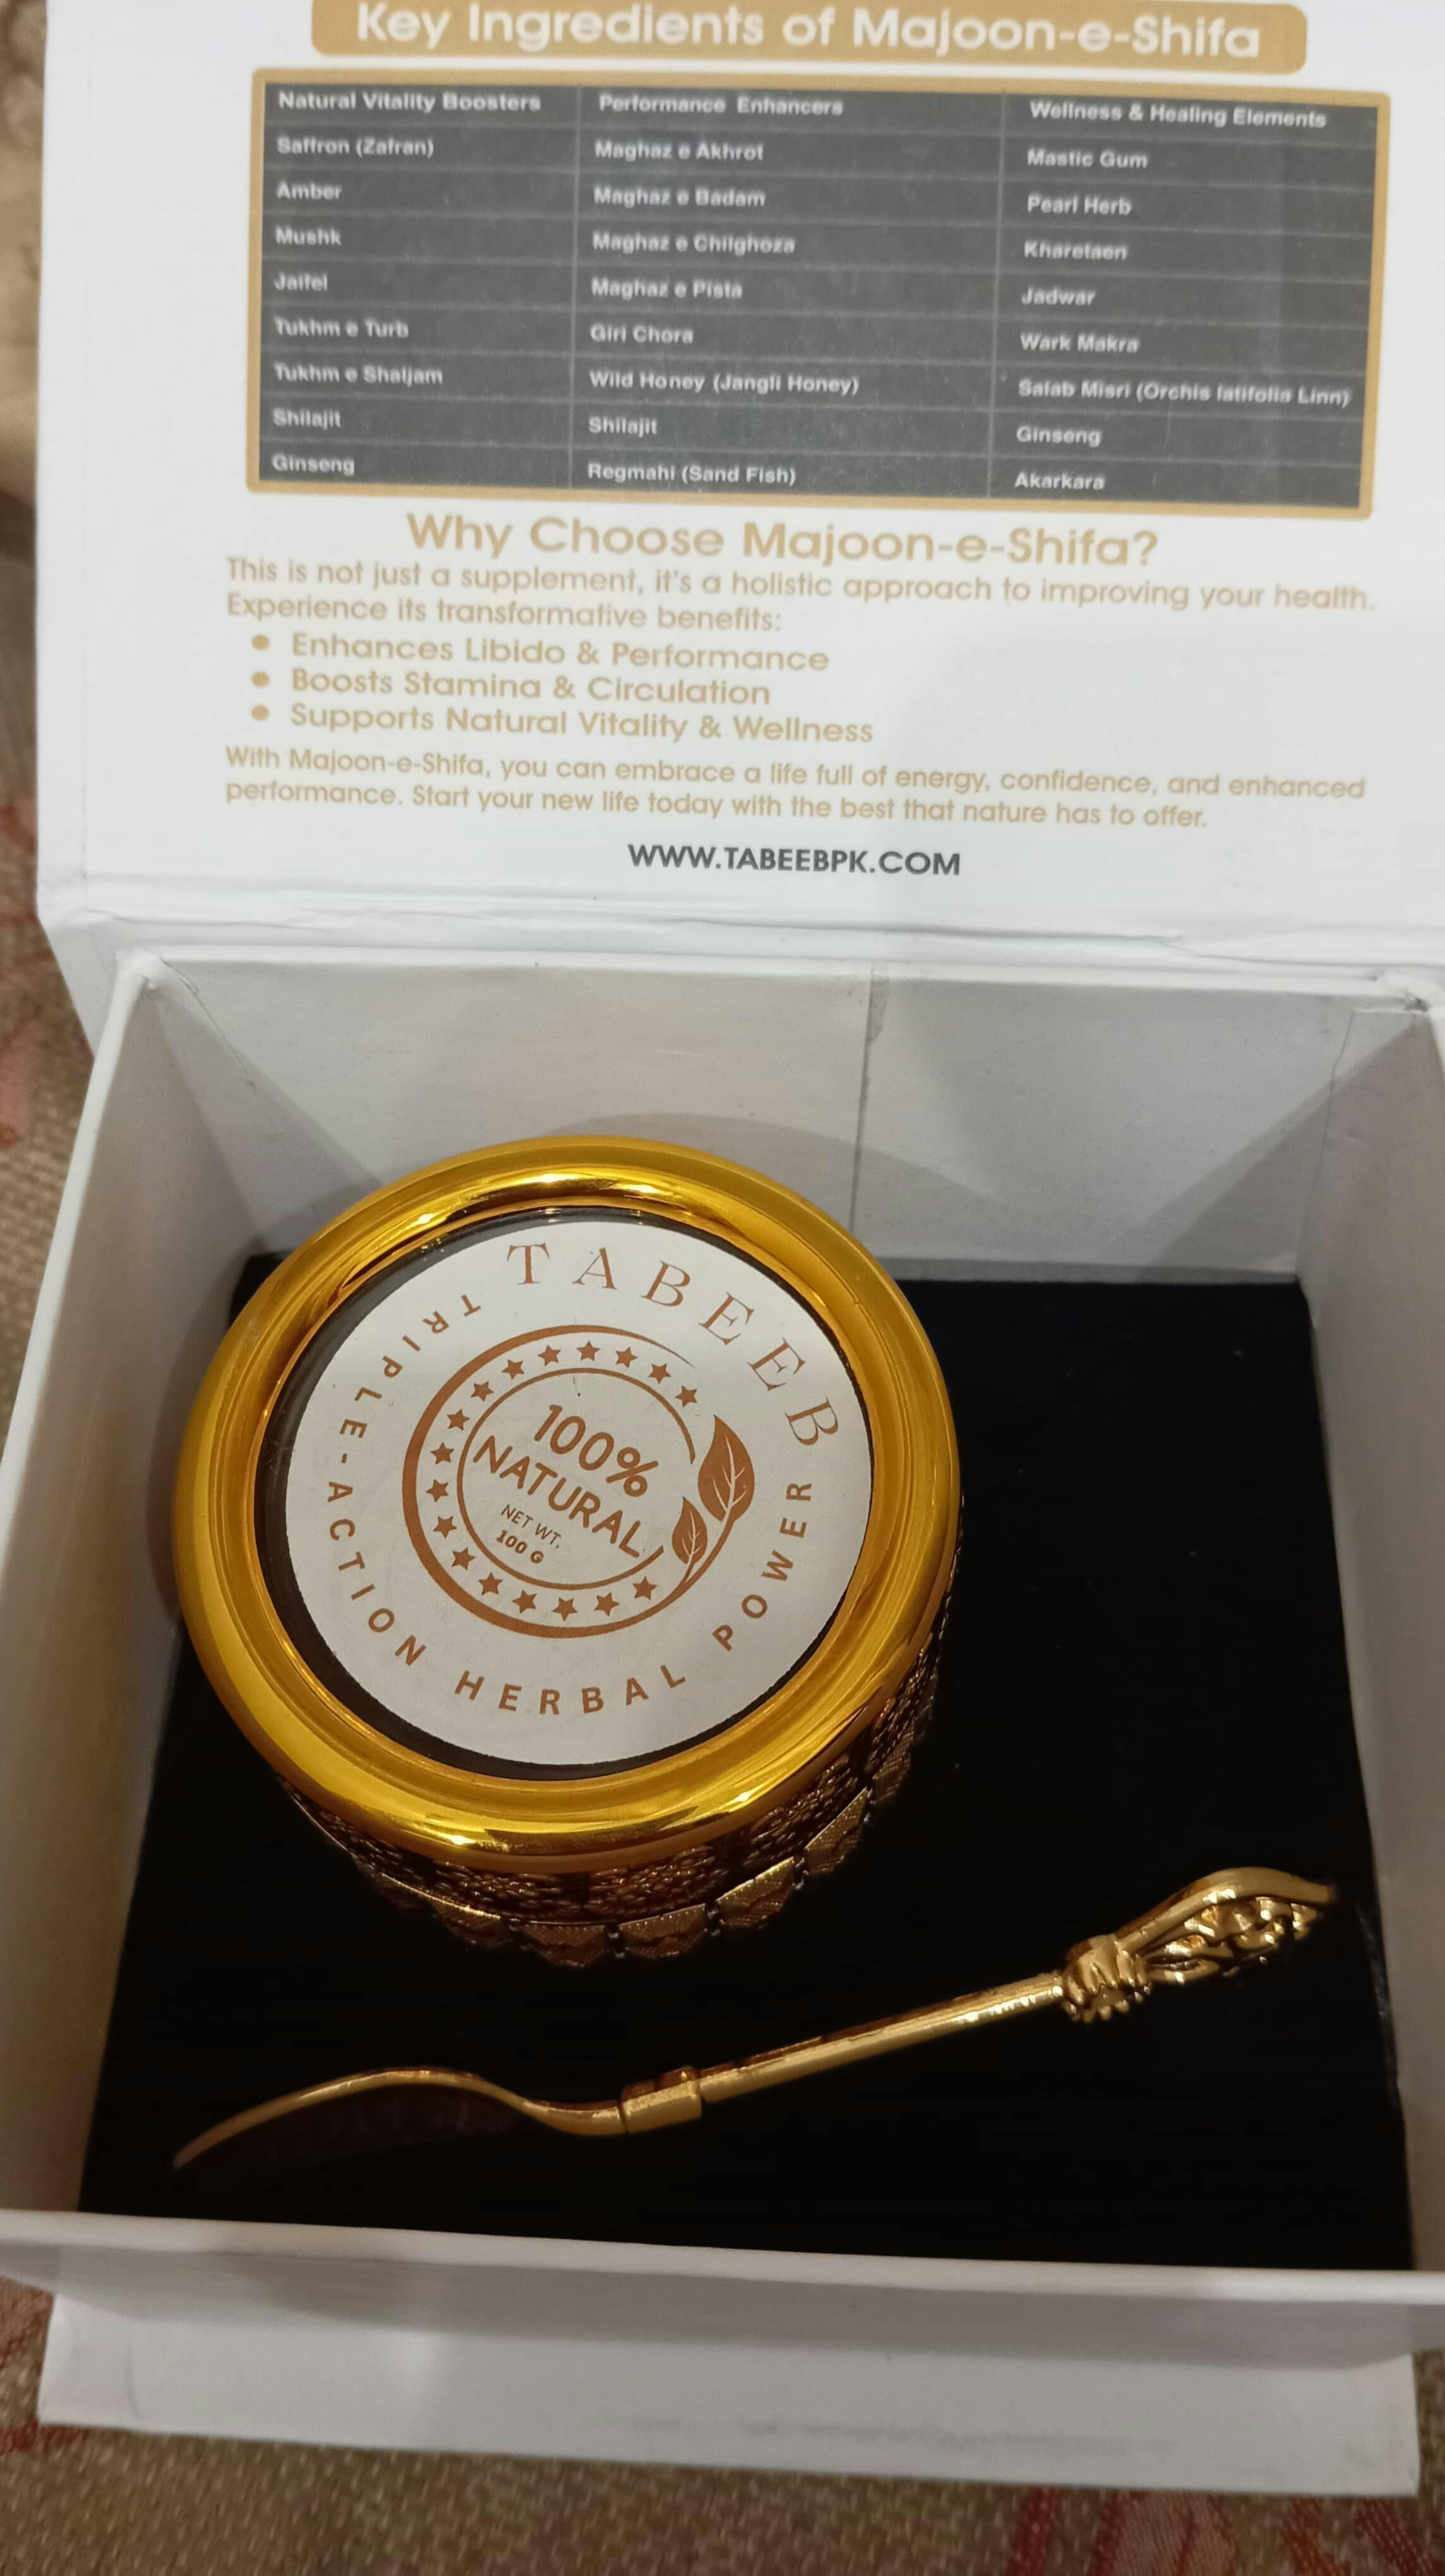 Key Ingredients of Majoon-e-Shifa
Natural Vitality Boosters Performance Enhancers Wellness & Healing Elements
Saffron (Zafran) Maghaz e Akhrot Mastic Gum
Amber Maghaz e Badam Pearl Herb
Mushk Maghaz e Chilghoza Kharetaen
Jaifel Maghaz e Pista Jadwar
Tukhm e Turb Giri Chora Wark Makra
Tukhm e Shaljam Wild Honey (Jangli Honey) Salab Misri (Orchis latifolia Linn)
Shilajit Shilajit Ginseng
Ginseng Regmahi (Sand Fish) Akarkara
Why Choose Majoon-e-Shifa?
This is not just a supplement, it's a holistic approach to improving your health.
Experience its transformative benefits:
• Enhances Libido & Performance
• Boosts Stamina & Circulation
• Supports Natural Vitality & Wellness
With Majoon-e-Shifa, you can embrace a life full of energy, confidence, and enhanced
performance. Start your new life today with the best that nature has to offer.
WWW.TABEEBPK.COM
TABEEB
100%
NATURAL
NET WT.
100 G
TRIPLE-ACTION HERBAL POWER